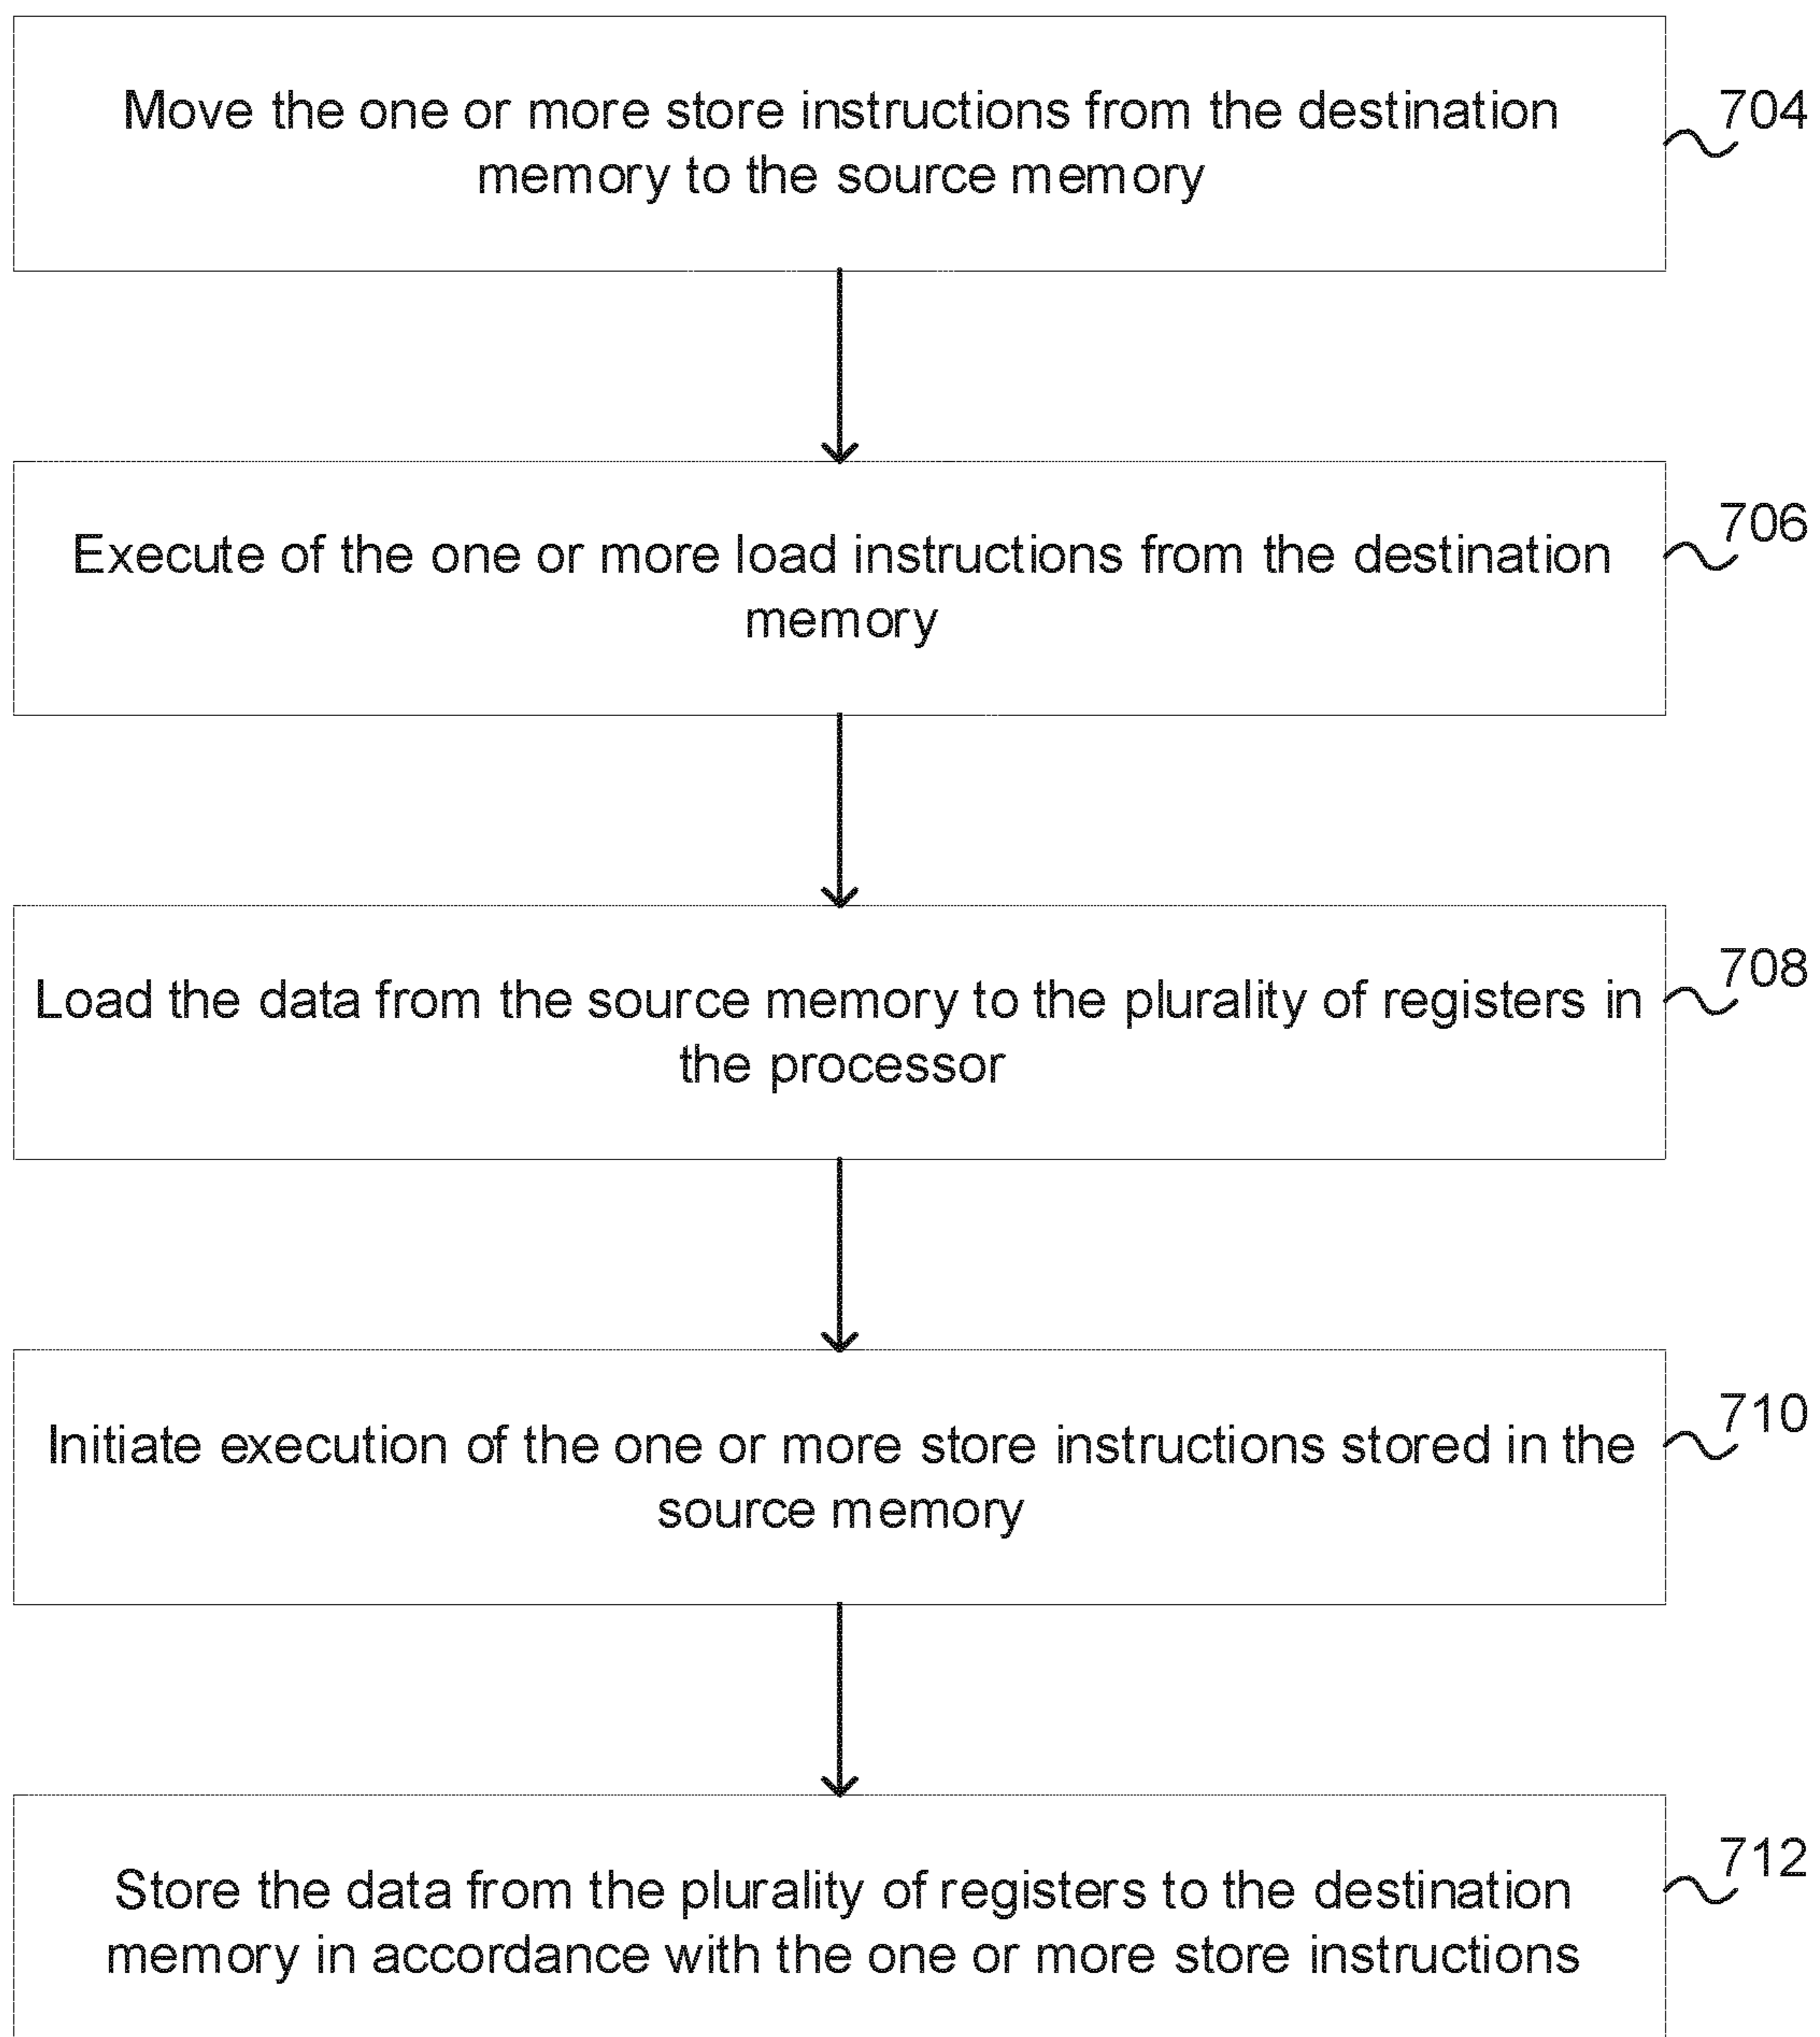 Move the one or more store instructions from the destination
memory to the source memory
704
Execute of the one or more load instructions from the destination
memory
706
Load the data from the source memory to the plurality of registers in
the processor
708
Initiate execution of the one or more store instructions stored in the
source memory
710
Store the data from the plurality of registers to the destination
memory in accordance with the one or more store instructions
712